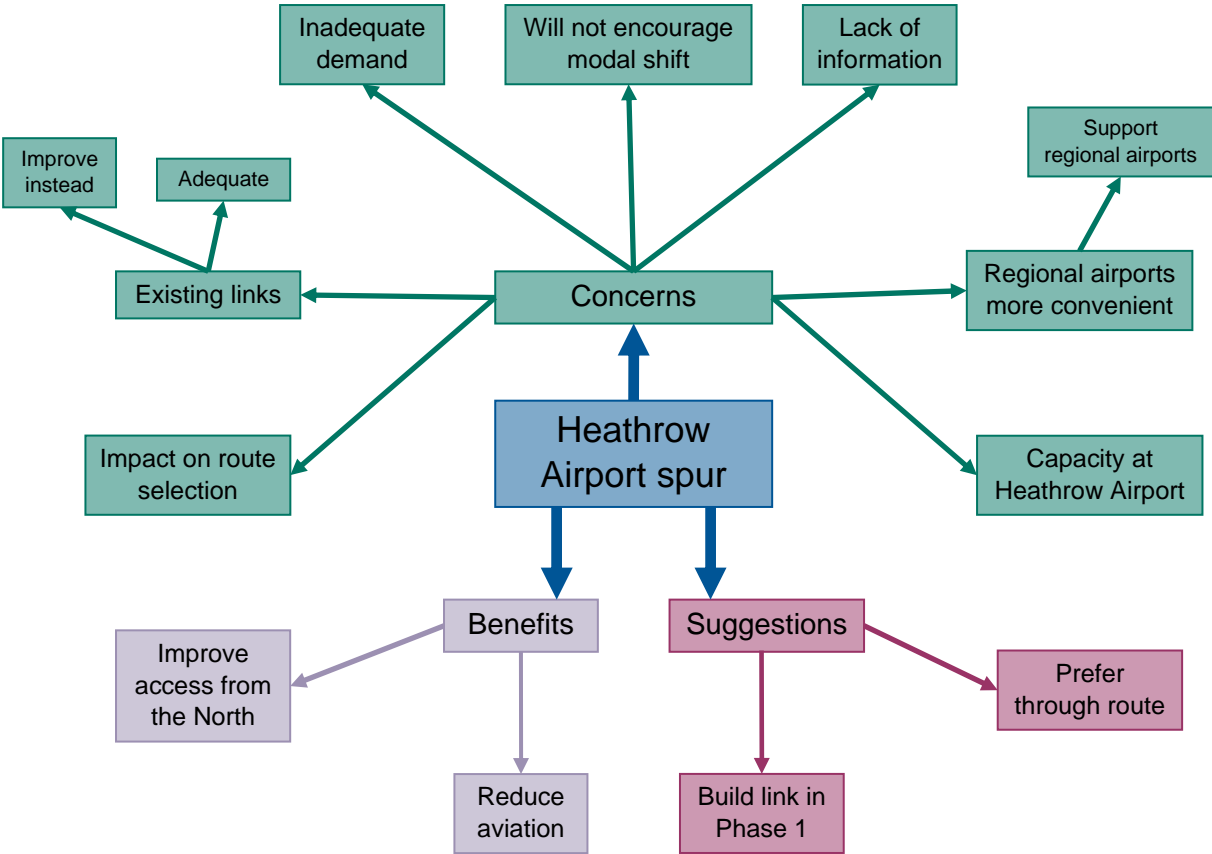 Inadequate
demand
Will not encourage
modal shift
Lack of
information
Improve
instead
Adequate
Support
regional airports
Existing links
Concerns
Regional airports
more convenient
Impact on route
selection
Heathrow
Airport spur
Capacity at
Heathrow Airport
Benefits
Suggestions
Improve
access from
the North
Prefer
through route
Reduce
aviation
Build link in
Phase 1